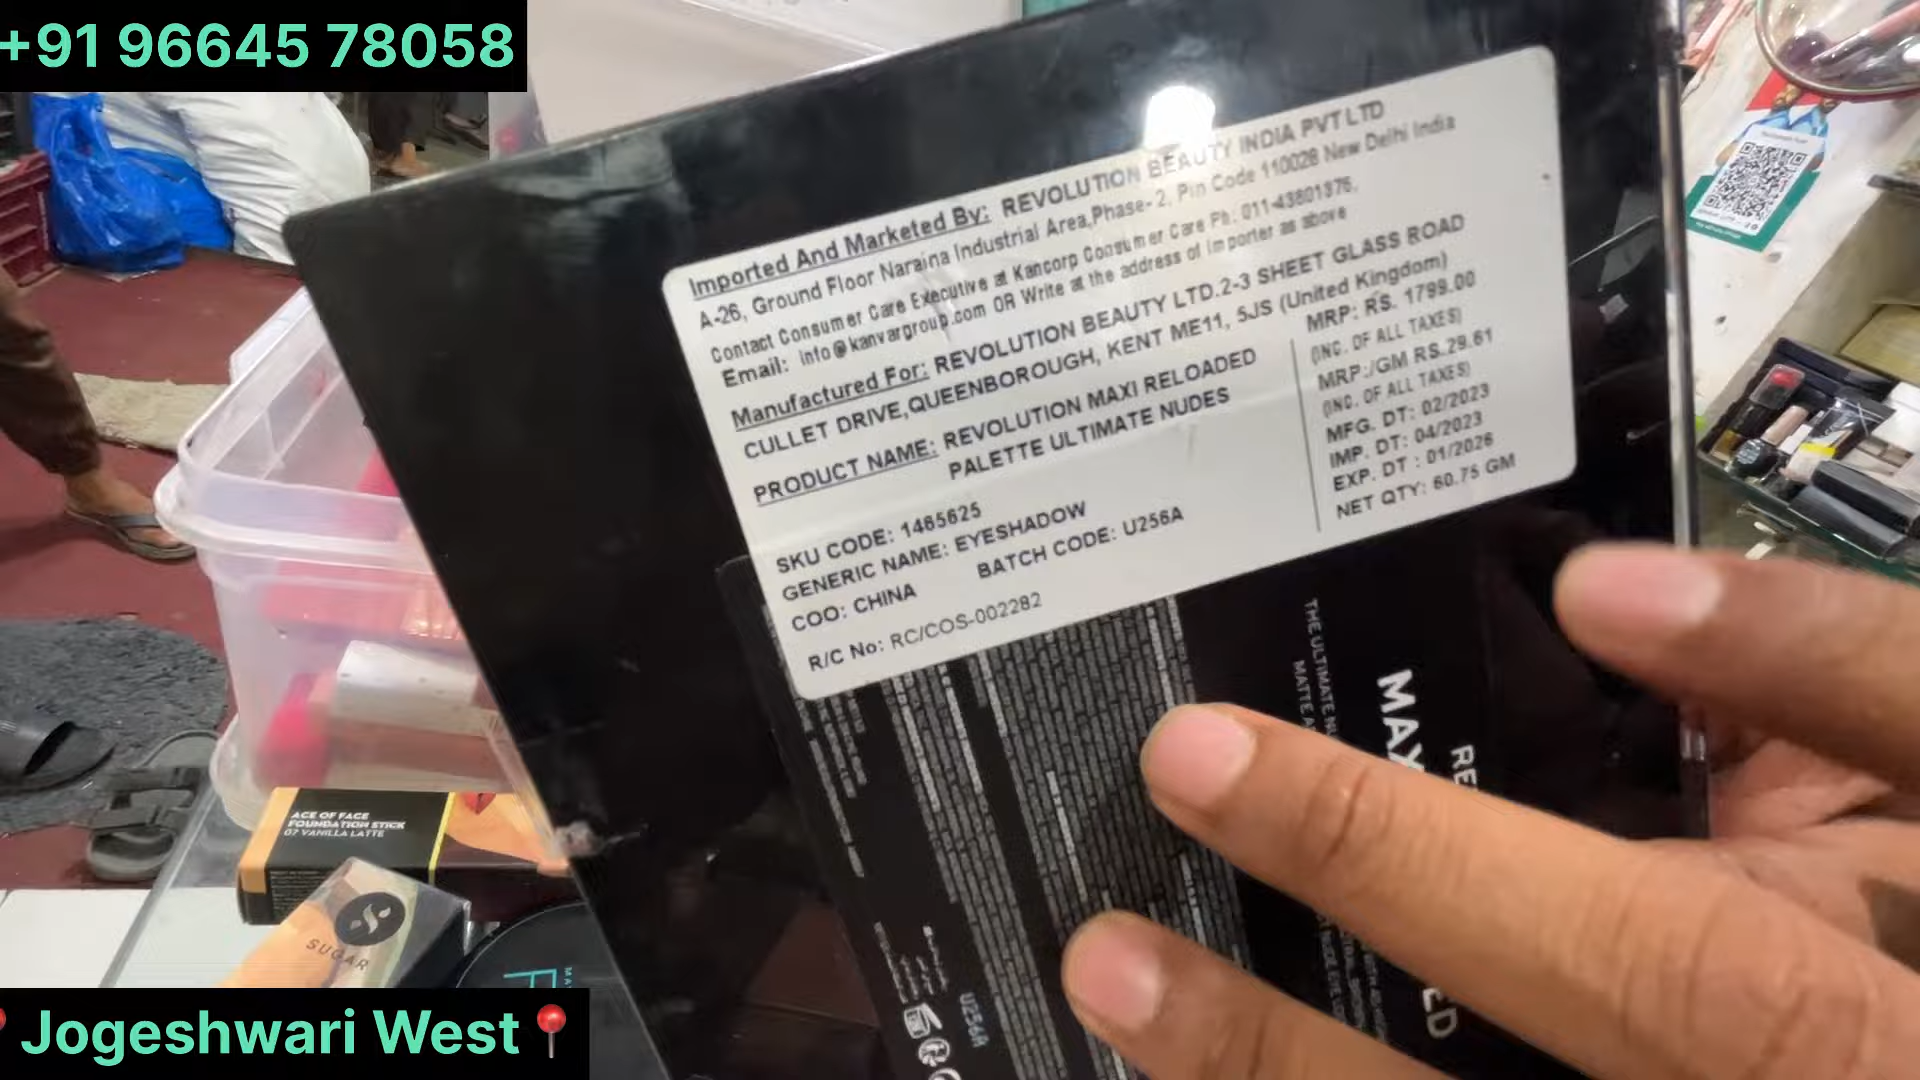 +91 96645 78058
Imported And Marketed By: REVOLUTION BEAUTY INDIA PVT LTD
A-26, Ground Floor Naraina Industrial Area,Phase- 2, Pin Code 110028 New Delhi India
Contact Consumer Care Executive at Kancorp Consumer Care Ph: 011-43801375,
Email: info@kanvargroup.com OR Write at the address of importer as above
Manufactured For: REVOLUTION BEAUTY LTD.2-3 SHEET GLASS ROAD
CULLET DRIVE,QUEENBOROUGH, KENT ME11, 5JS (United Kingdom)
PRODUCT NAME: REVOLUTION MAXI RELOADED
PALETTE ULTIMATE NUDES
MRP: RS. 1799.00
(INC. OF ALL TAXES)
MRP:/GM RS.29.61
(INC. OF ALL TAXES)
MFG. DT: 02/2023
IMP. DT: 04/2023
EXP. DT : 01/2026
NET QTY: 60.75 GM
SKU CODE: 1465625
GENERIC NAME: EYESHADOW
COO: CHINA BATCH CODE: U256A
R/C No: RC/COS-002282
THE ULTIMATE
MATTE
U256A
ACE OF FACE
FOUNDATION STICK
07 VANILLA LATTE
SUGAR
Jogeshwari West